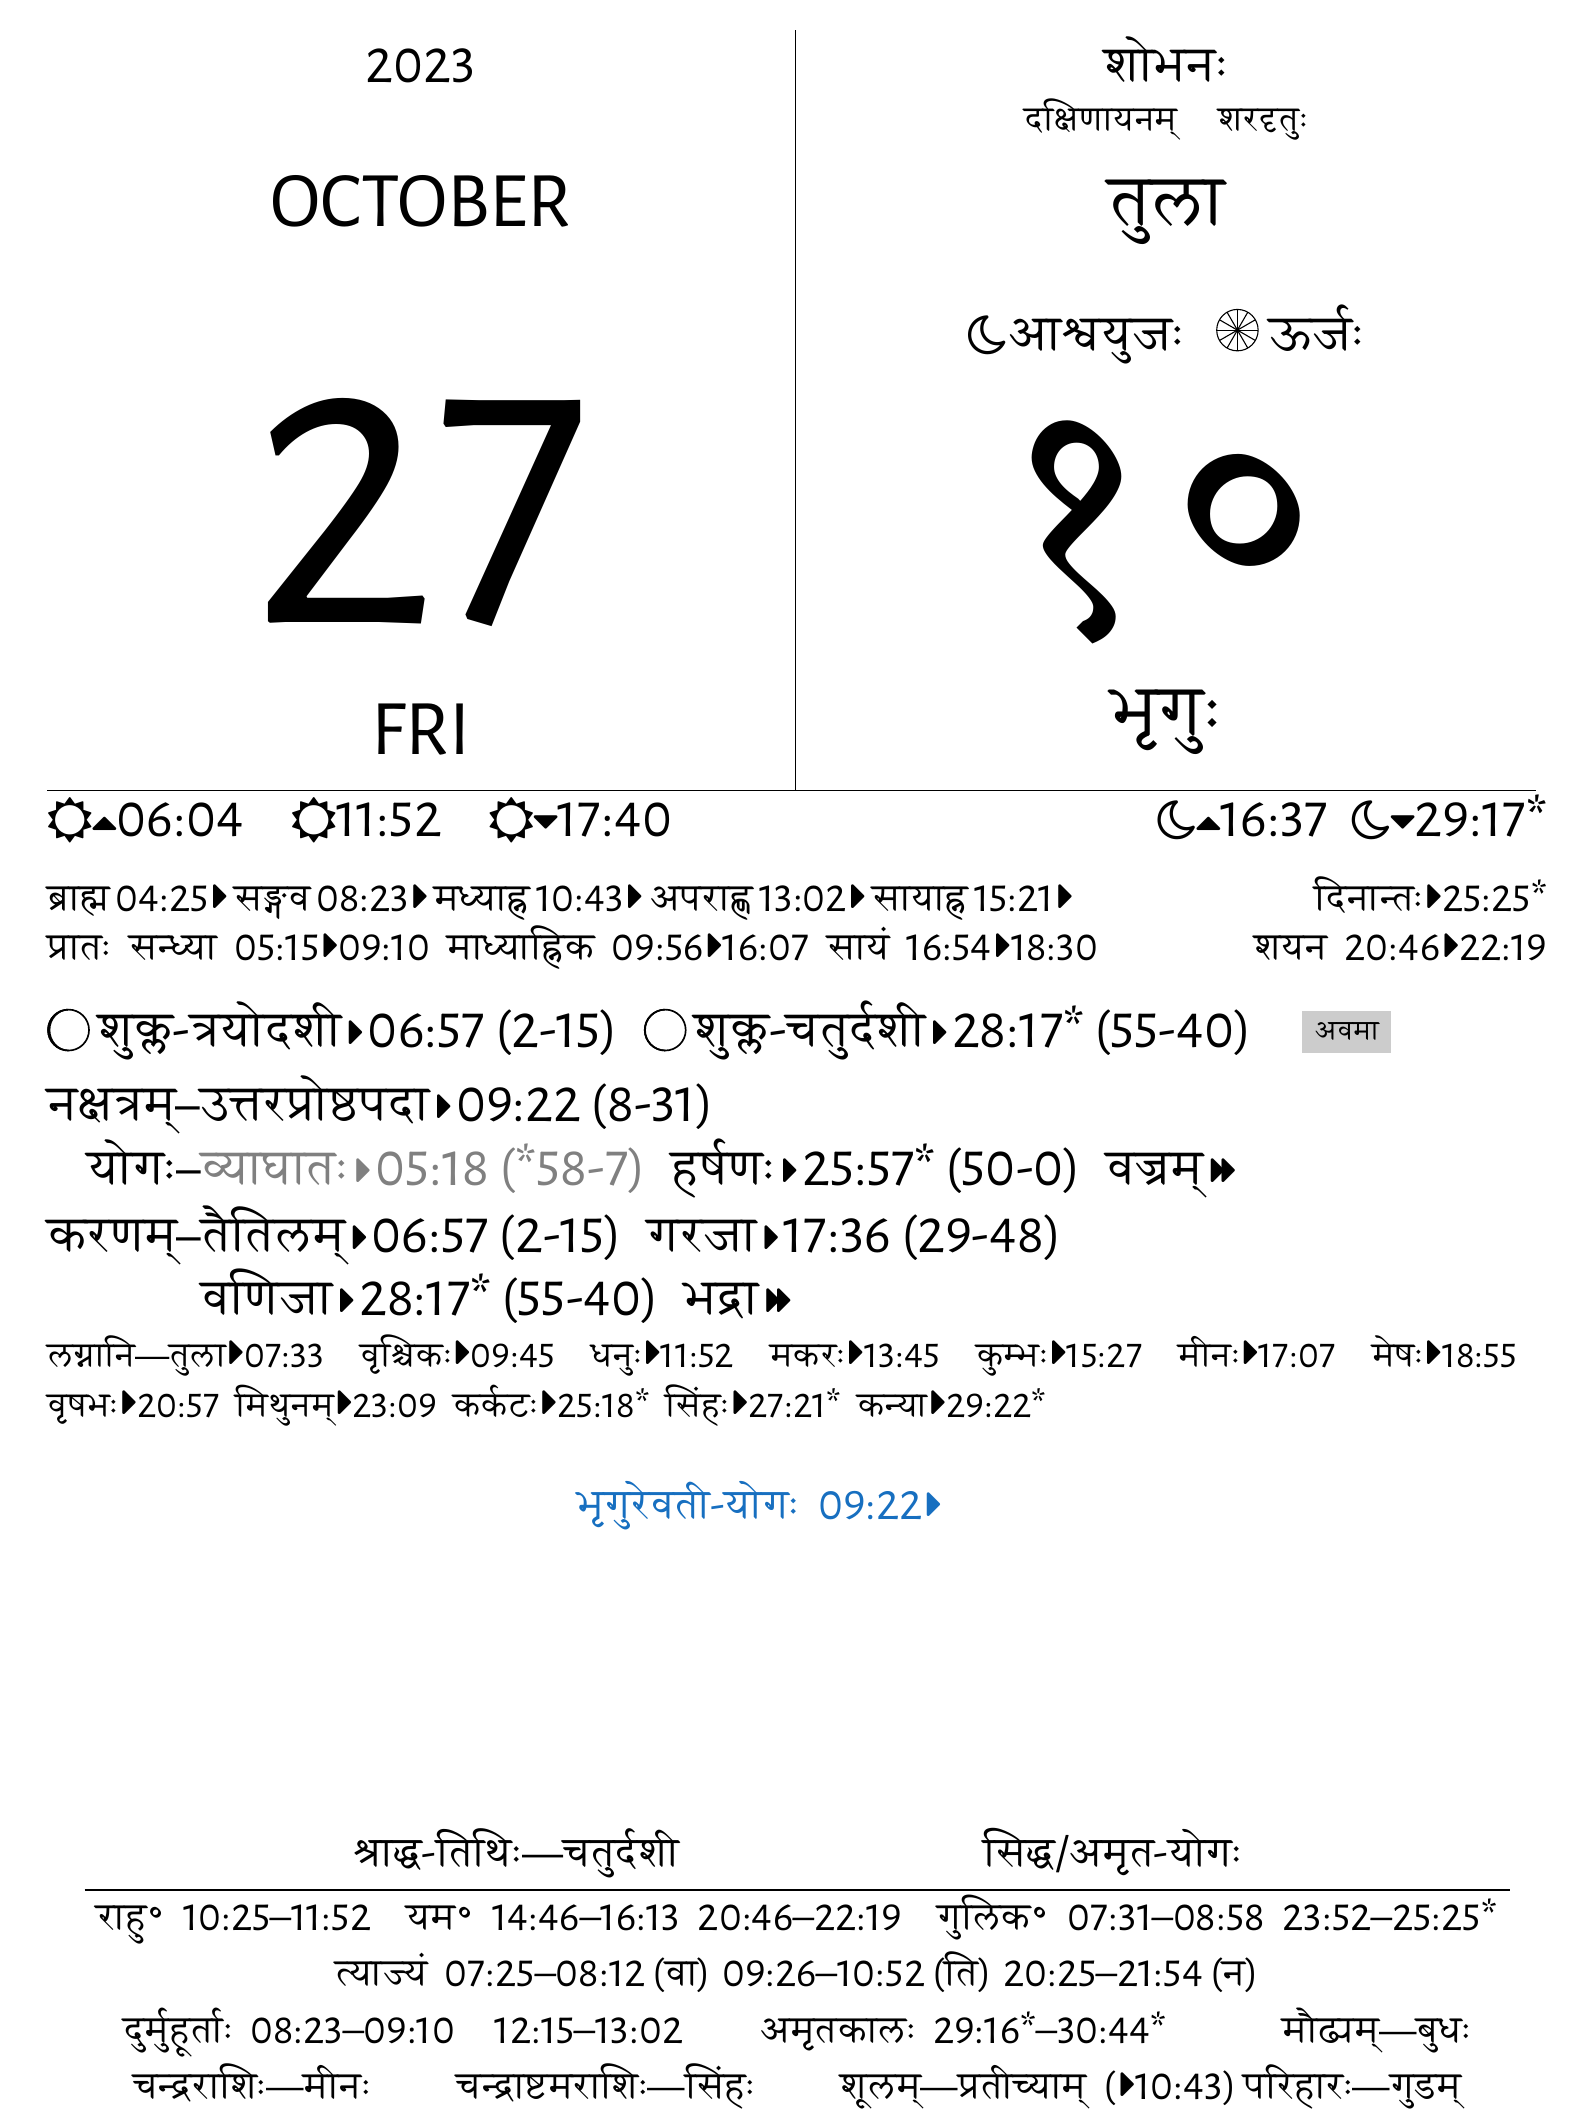 2023
OCTOBER
27
FRI
शोभनः
दक्षिणायनम् शरदृतुः
तुला
आश्वयुजः ऊर्जः
१०
भृगुः
06:04 11:52 17:40 16:37 29:17*
ब्राह्म 04:25 सङ्गव 08:23 मध्याह्न 10:43 अपराह्ण 13:02 सायाह्न 15:21 दिनान्तः 25:25*
प्रातः सन्ध्या 05:15 09:10 माध्याह्निक 09:56 16:07 सायं 16:54 18:30 शयन 20:46 22:19
शुक्ल-त्रयोदशी 06:57 (2-15) शुक्ल-चतुर्दशी 28:17* (55-40) अवमा
नक्षत्रम्–उत्तरप्रोष्ठपदा 09:22 (8-31)
योगः–व्याघातः 05:18 (*58-7) हर्षणः 25:57* (50-0) वज्रम्
करणम्–तैतिलम् 06:57 (2-15) गरजा 17:36 (29-48)
वणिजा 28:17* (55-40) भद्रा
लग्नानि—तुला 07:33 वृश्चिकः 09:45 धनुः 11:52 मकरः 13:45 कुम्भः 15:27 मीनः 17:07 मेषः 18:55
वृषभः 20:57 मिथुनम् 23:09 कर्कटः 25:18* सिंहः 27:21* कन्या 29:22*
भृगुरेवती-योगः 09:22
श्राद्ध-तिथिः—चतुर्दशी सिद्ध/अमृत-योगः
राहु॰ 10:25–11:52 यम॰ 14:46–16:13 20:46–22:19 गुलिक॰ 07:31–08:58 23:52–25:25*
त्याज्यं 07:25–08:12 (वा) 09:26–10:52 (ति) 20:25–21:54 (न)
दुर्मुहूर्ताः 08:23–09:10 12:15–13:02 अमृतकालः 29:16*–30:44* मौढ्यम्—बुधः
चन्द्रराशिः—मीनः चन्द्राष्टमराशिः—सिंहः शूलम्—प्रतीच्याम् (10:43) परिहारः—गुडम्